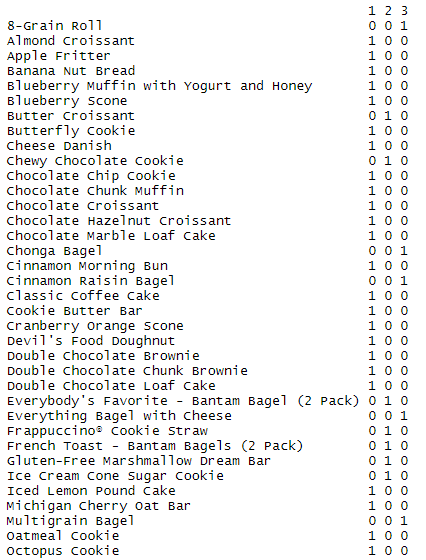 1 2 3
8-Grain Roll 0 0 1
Almond Croissant 1 0 0
Apple Fritter 1 0 0
Banana Nut Bread 1 0 0
Blueberry Muffin with Yogurt and Honey 1 0 0
Blueberry Scone 1 0 0
Butter Croissant 0 1 0
Butterfly Cookie 1 0 0
Cheese Danish 1 0 0
Chewy Chocolate Cookie 0 1 0
Chocolate Chip Cookie 1 0 0
Chocolate Chunk Muffin 1 0 0
Chocolate Croissant 1 0 0
Chocolate Hazelnut Croissant 1 0 0
Chocolate Marble Loaf Cake 1 0 0
Chonga Bagel 0 0 1
Cinnamon Morning Bun 1 0 0
Cinnamon Raisin Bagel 0 0 1
Classic Coffee Cake 1 0 0
Cookie Butter Bar 1 0 0
Cranberry Orange Scone 1 0 0
Devil's Food Doughnut 1 0 0
Double Chocolate Brownie 1 0 0
Double Chocolate Chunk Brownie 1 0 0
Double Chocolate Loaf Cake 1 0 0
Everybody's Favorite - Bantam Bagel (2 Pack) 0 1 0
Everything Bagel with Cheese 0 0 1
Frappuccino® Cookie Straw 0 1 0
French Toast - Bantam Bagels (2 Pack) 0 1 0
Gluten-Free Marshmallow Dream Bar 0 1 0
Ice Cream Cone Sugar Cookie 0 1 0
Iced Lemon Pound Cake 1 0 0
Michigan Cherry Oat Bar 1 0 0
Multigrain Bagel 0 0 1
Oatmeal Cookie 1 0 0
Octopus Cookie 1 0 0